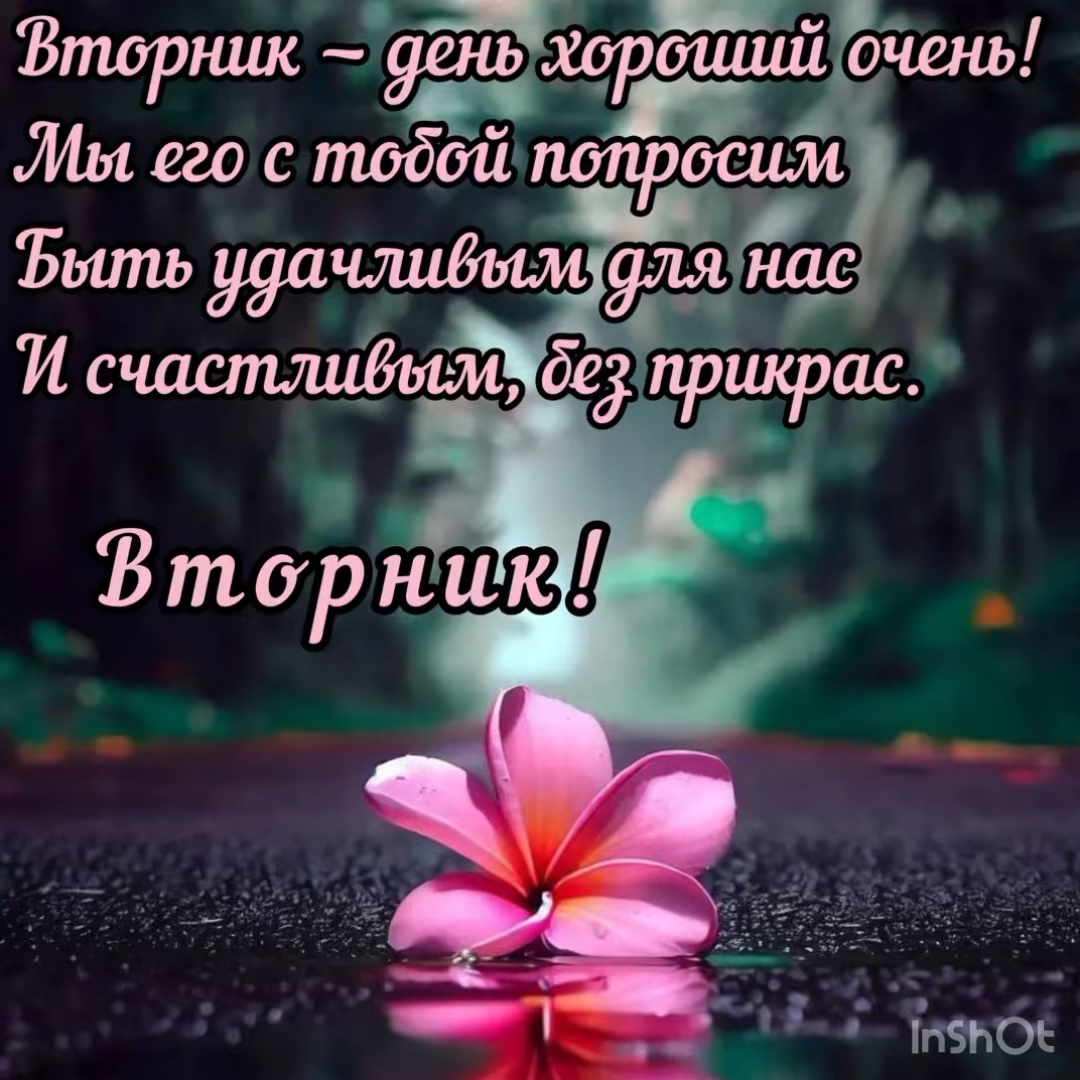 Вторник – день хороший очень!
Мы его с тобой попросим
Быть удачливым для нас
И счастливым, без прикрас.
Вторник!
InShOt